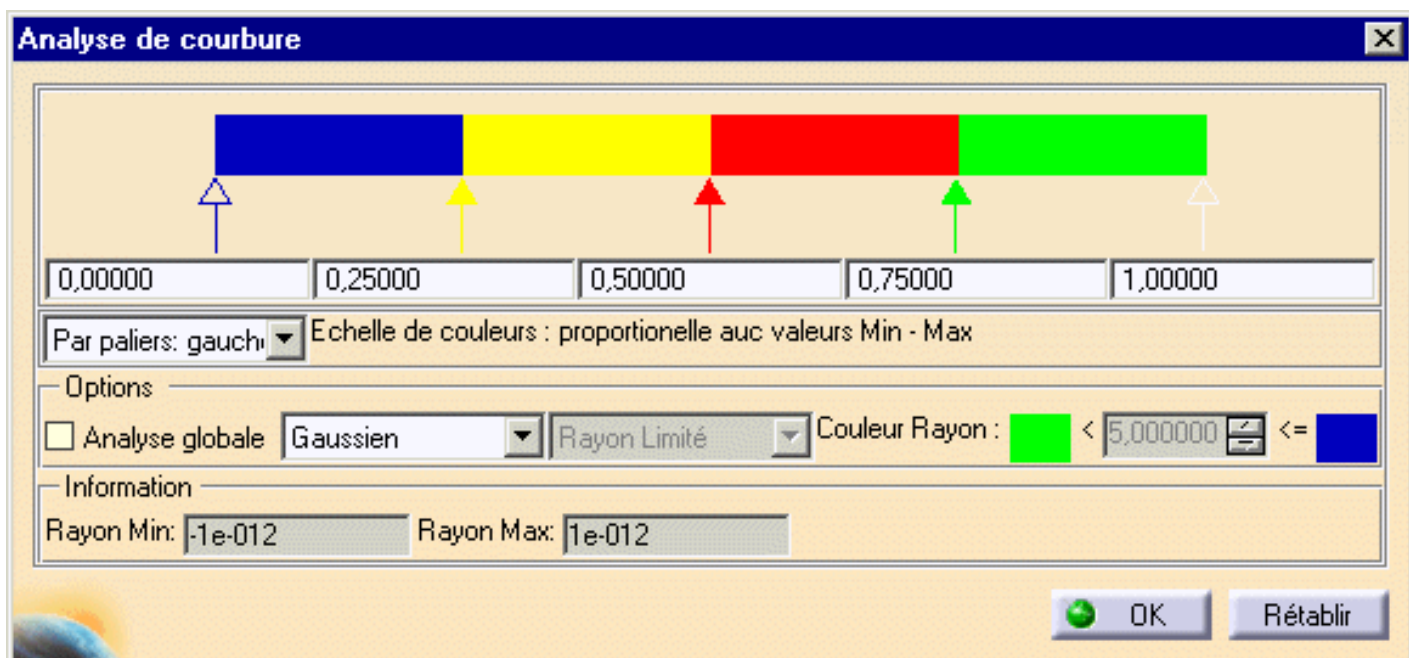 Analyse de courbure
0,00000 0,25000 0,50000 0,75000 1,00000
Par paliers: gauch Echelle de couleurs : proportionelle auc valeurs Min - Max
Options
Analyse globale Gaussien Rayon Limité Couleur Rayon : < 5,000000 <=
Information
Rayon Min: -1e-012 Rayon Max: 1e-012
OK Rétablir